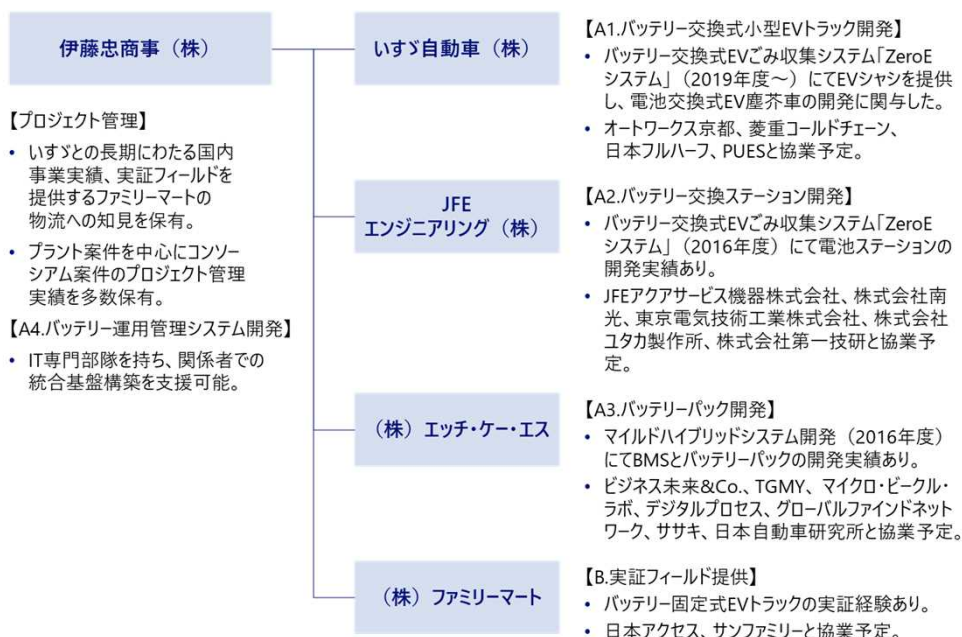 伊藤忠商事（株）
【プロジェクト管理】
• いすゞとの長期にわたる国内
事業実績、実証フィールドを
提供するファミリーマートの
物流への知見を保有。
• プラント案件を中心にコンソー
シアム案件のプロジェクト管理
実績を多数保有。
【A4.バッテリー運用管理システム開発】
• IT専門部隊を持ち、関係者での
統合基盤構築を支援可能。
いすゞ自動車（株）
【A1.バッテリー交換式小型EVトラック開発】
• バッテリー交換式EVごみ収集システム「ZeroE
システム」（2019年度～）にてEVシャシを提供
し、電池交換式EV塵芥車の開発に関与した。
• オートワークス京都、菱重コールドチェーン、
日本フルハーフ、PUESと協業予定。
JFE
エンジニアリング（株）
【A2.バッテリー交換ステーション開発】
• バッテリー交換式EVごみ収集システム「ZeroE
システム」（2016年度）にて電池ステーションの
開発実績あり。
• JFEアクアサービス機器株式会社、株式会社南
光、東京電気技術工業株式会社、株式会社
ユタカ製作所、株式会社第一技研と協業予
定。
（株）エッチ・ケー・エス
【A3.バッテリーパック開発】
• マイルドハイブリッドシステム開発（2016年度）
にてBMSとバッテリーパックの開発実績あり。
• ビジネス未来&Co.、TGMY、マイクロ・ビークル・
ラボ、デジタルプロセス、グローバルファインドネット
ワーク、ササキ、日本自動車研究所と協業予定。
（株）ファミリーマート
【B.実証フィールド提供】
• バッテリー固定式EVトラックの実証経験あり。
• 日本アクセス、サンファミリーと協業予定。